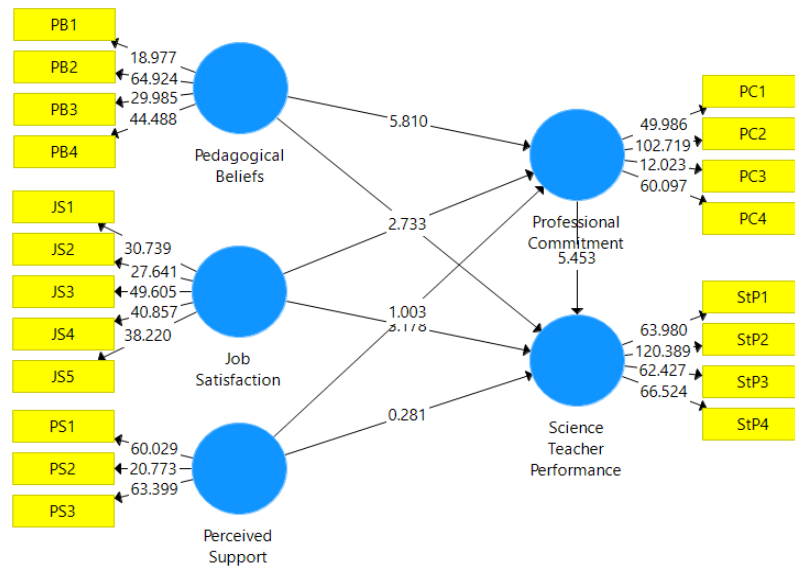 PB1
PB2
PB3
PB4
18.977
64.924
29.985
44.488
Pedagogical
Beliefs
JS1
JS2
JS3
JS4
JS5
30.739
27.641
49.605
40.857
38.220
Job
Satisfaction
PS1
PS2
PS3
60.029
20.773
63.399
Perceived
Support
5.810
2.733
1.003
0.281
Professional
Commitment
5.453
49.986
102.719
12.023
60.097
PC1
PC2
PC3
PC4
Science
Teacher
Performance
63.980
120.389
62.427
66.524
StP1
StP2
StP3
StP4